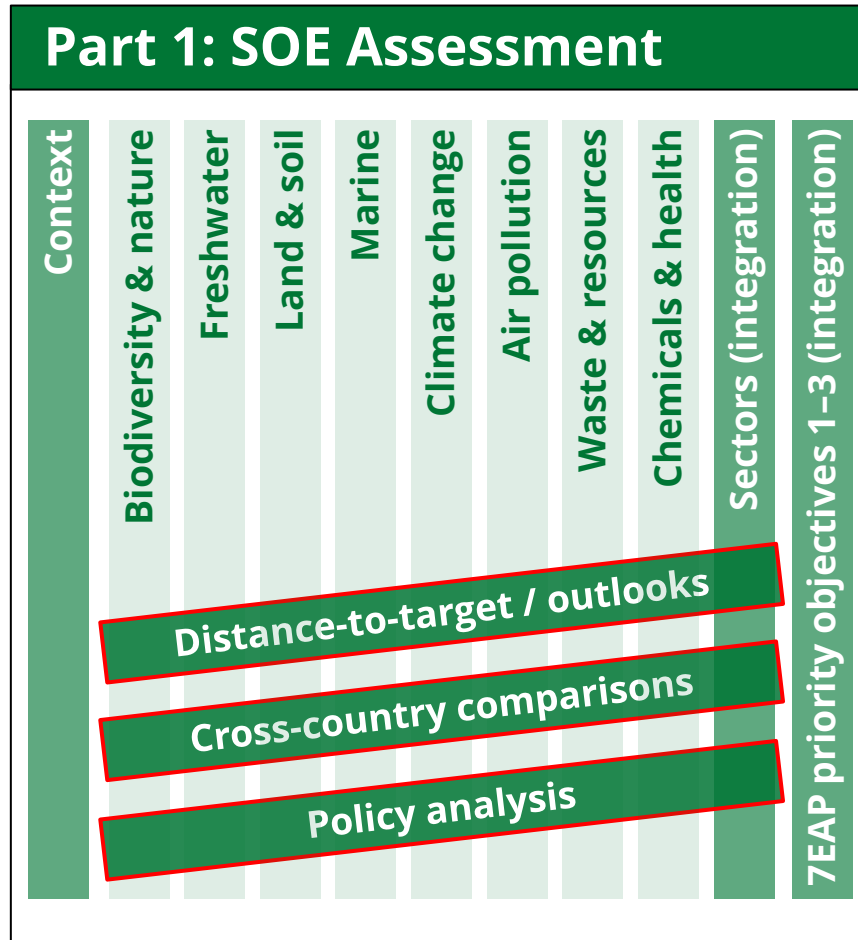 Part 1: SOE Assessment
Context
Biodiversity & nature
Freshwater
Land & soil
Marine
Climate change
Air pollution
Waste & resources
Chemicals & health
Sectors (integration)
7EAP priority objectives 1–3 (integration)
Distance-to-target / outlooks
Cross-country comparisons
Policy analysis